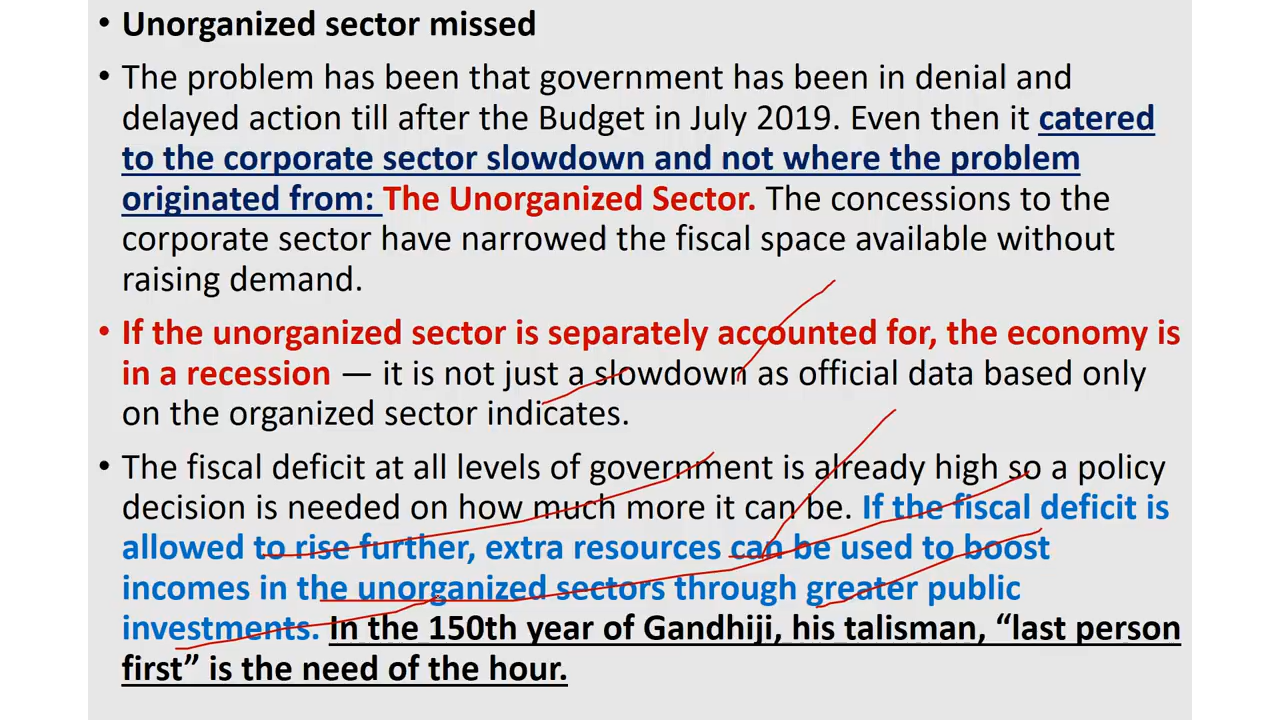 • Unorganized sector missed
• The problem has been that government has been in denial and
delayed action till after the Budget in July 2019. Even then it catered
to the corporate sector slowdown and not where the problem
originated from: The Unorganized Sector. The concessions to the
corporate sector have narrowed the fiscal space available without
raising demand.
• If the unorganized sector is separately accounted for, the economy is
in a recession — it is not just a slowdown as official data based only
on the organized sector indicates.
• The fiscal deficit at all levels of government is already high so a policy
decision is needed on how much more it can be. If the fiscal deficit is
allowed to rise further, extra resources can be used to boost
incomes in the unorganized sectors through greater public
investments. In the 150th year of Gandhiji, his talisman, “last person
first” is the need of the hour.